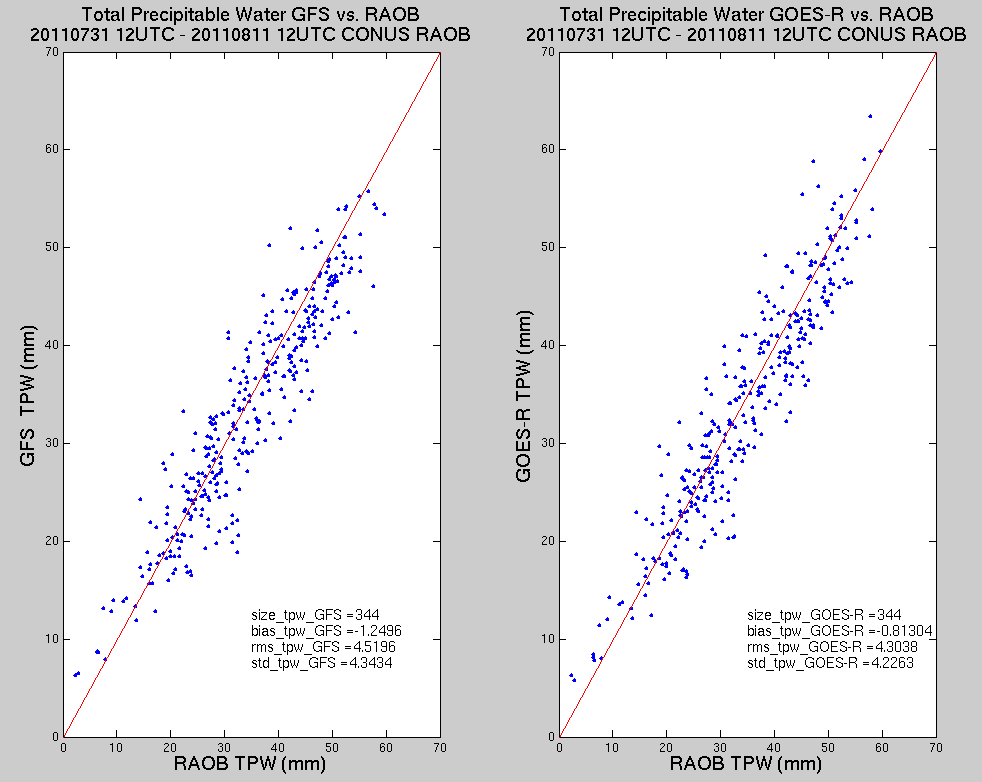 Total Precipitable Water GFS vs. RAOB
20110731 12UTC - 20110811 12UTC CONUS RAOB
70
60
50
40
30
20
10
0
GFS TPW (mm)
size_tpw_GFS =344
bias_tpw_GFS =-1.2496
rms_tpw_GFS =4.5196
std_tpw_GFS =4.3434
0 10 20 30 40 50 60 70
RAOB TPW (mm)
Total Precipitable Water GOES-R vs. RAOB
20110731 12UTC - 20110811 12UTC CONUS RAOB
70
60
50
40
30
20
10
0
GOES-R TPW (mm)
size_tpw_GOES-R =344
bias_tpw_GOES-R =-0.81304
rms_tpw_GOES-R =4.3038
std_tpw_GOES-R =4.2263
0 10 20 30 40 50 60 70
RAOB TPW (mm)